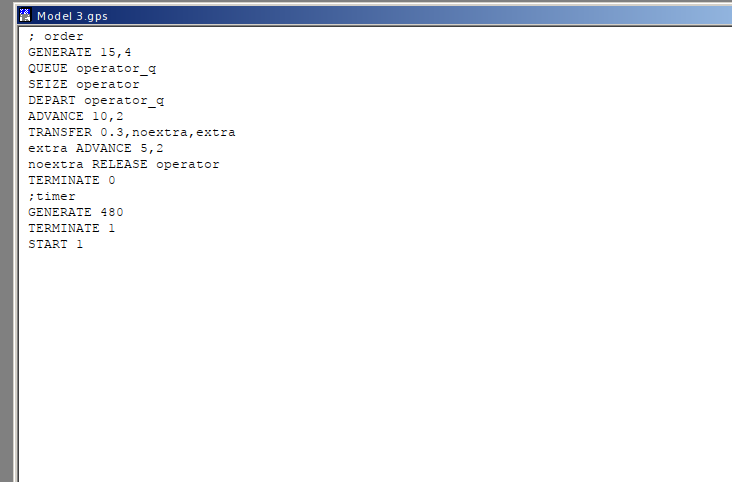 Model 3.gps
; order
GENERATE 15,4
QUEUE operator_q
SEIZE operator
DEPART operator_q
ADVANCE 10,2
TRANSFER 0.3,noextra,extra
extra ADVANCE 5,2
noextra RELEASE operator
TERMINATE 0
;timer
GENERATE 480
TERMINATE 1
START 1